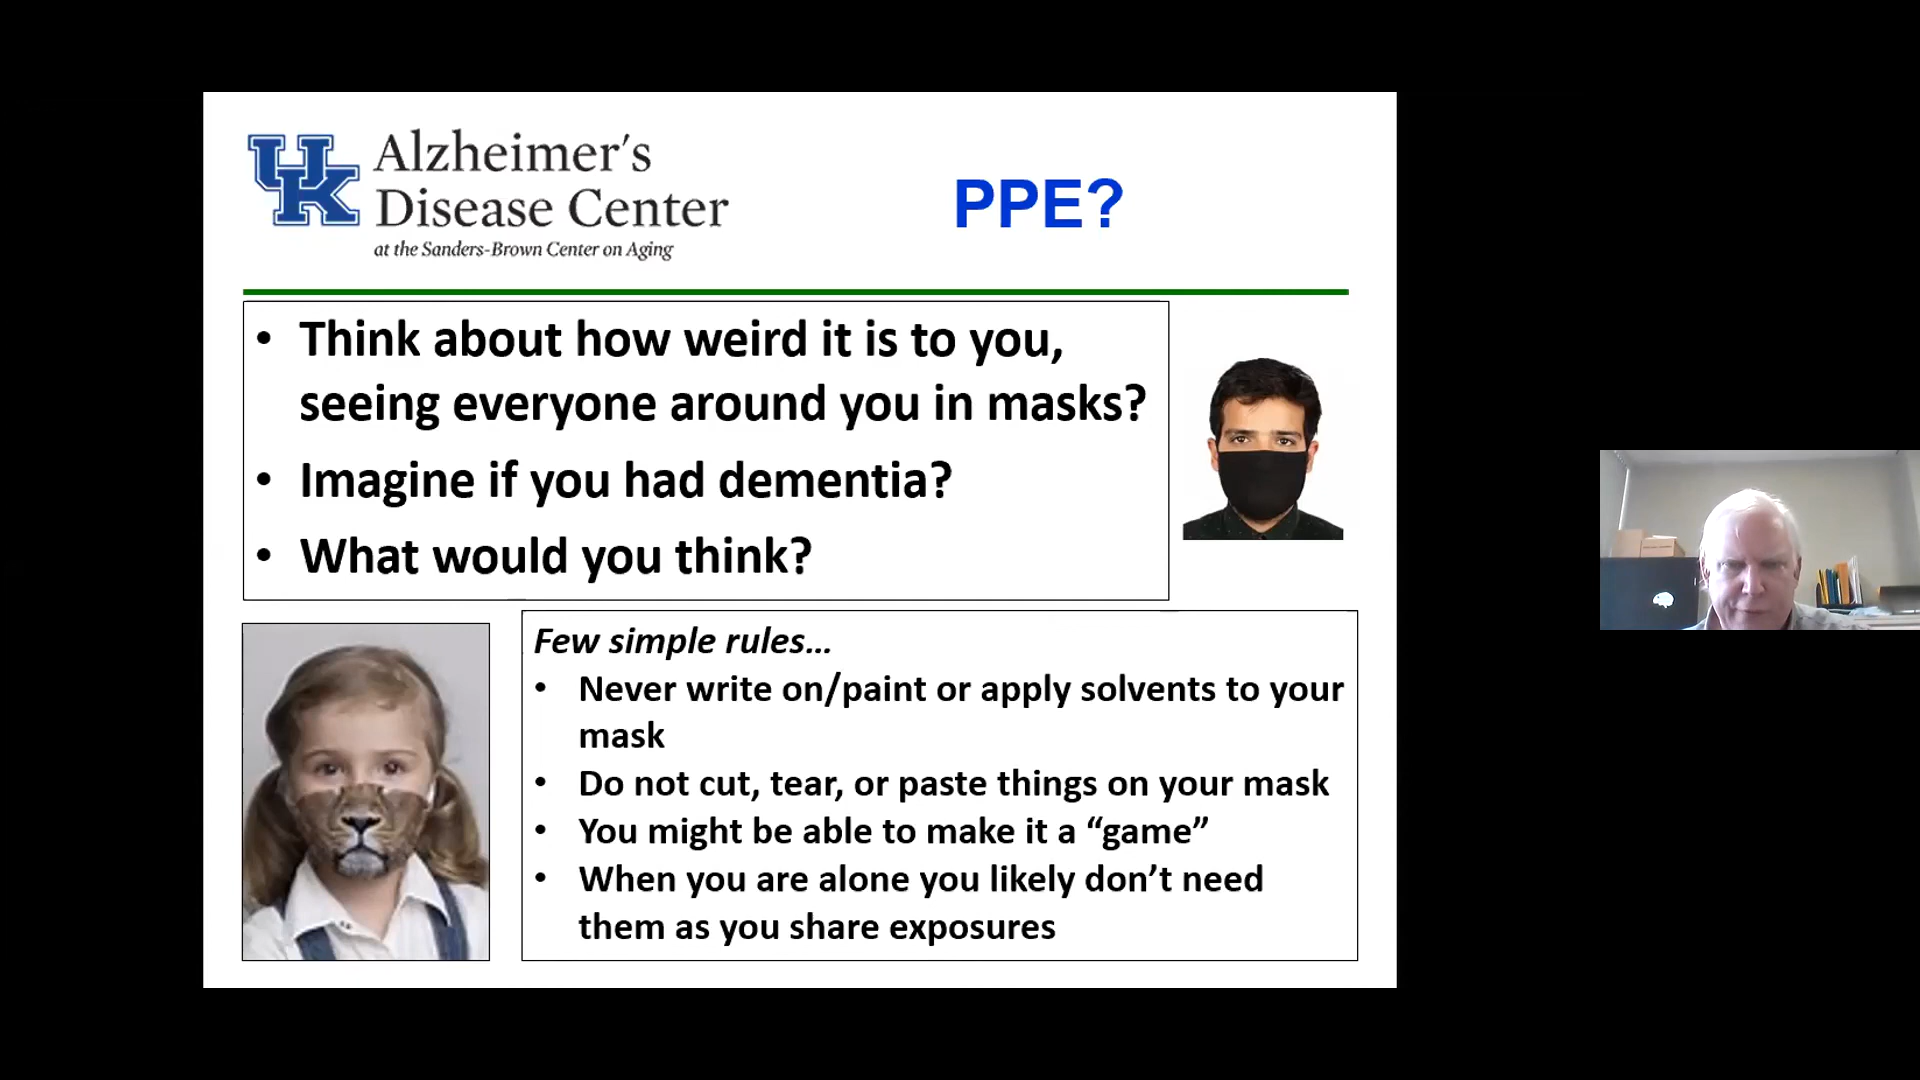 UK
Alzheimer's
Disease Center
at the Sanders-Brown Center on Aging
PPE?
• Think about how weird it is to you,
seeing everyone around you in masks?
• Imagine if you had dementia?
• What would you think?
Few simple rules…
• Never write on/paint or apply solvents to your
mask
• Do not cut, tear, or paste things on your mask
• You might be able to make it a “game”
• When you are alone you likely don’t need
them as you share exposures